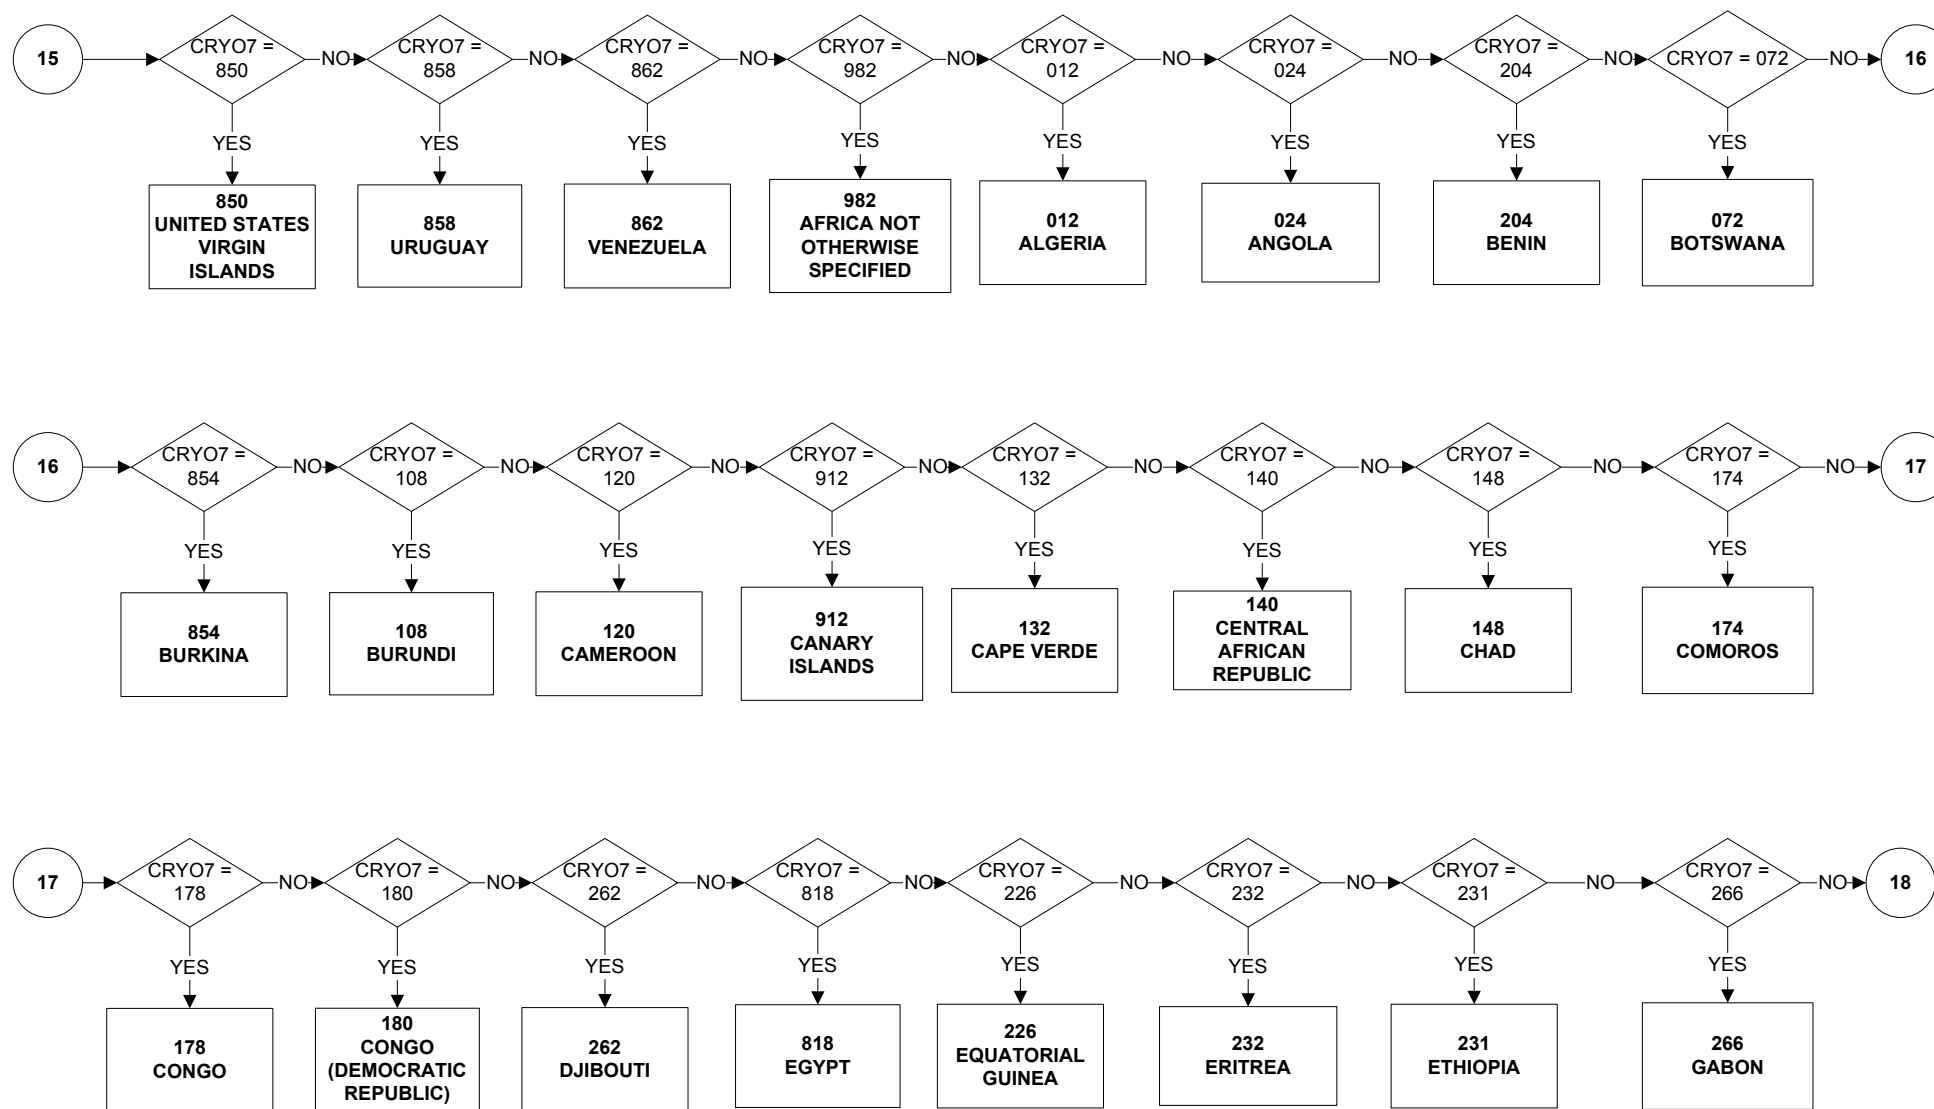 15
CRYO7 =
850
NO
CRYO7 =
858
NO
CRYO7 =
862
NO
CRYO7 =
982
NO
CRYO7 =
012
NO
CRYO7 =
024
NO
CRYO7 =
204
NO
CRYO7 = 072
NO
16
YES
YES
YES
YES
YES
YES
YES
YES
850
UNITED STATES
VIRGIN
ISLANDS
858
URUGUAY
862
VENEZUELA
982
AFRICA NOT
OTHERWISE
SPECIFIED
012
ALGERIA
024
ANGOLA
204
BENIN
072
BOTSWANA
16
CRYO7 =
854
NO
CRYO7 =
108
NO
CRYO7 =
120
NO
CRYO7 =
912
NO
CRYO7 =
132
NO
CRYO7 =
140
NO
CRYO7 =
148
NO
CRYO7 =
174
NO
17
YES
YES
YES
YES
YES
YES
YES
YES
854
BURKINA
108
BURUNDI
120
CAMEROON
912
CANARY
ISLANDS
132
CAPE VERDE
140
CENTRAL
AFRICAN
REPUBLIC
148
CHAD
174
COMOROS
17
CRYO7 =
178
NO
CRYO7 =
180
NO
CRYO7 =
262
NO
CRYO7 =
818
NO
CRYO7 =
226
NO
CRYO7 =
232
NO
CRYO7 =
231
NO
CRYO7 =
266
NO
18
YES
YES
YES
YES
YES
YES
YES
YES
178
CONGO
180
CONGO
(DEMOCRATIC
REPUBLIC)
262
DJIBOUTI
818
EGYPT
226
EQUATORIAL
GUINEA
232
ERITREA
231
ETHIOPIA
266
GABON